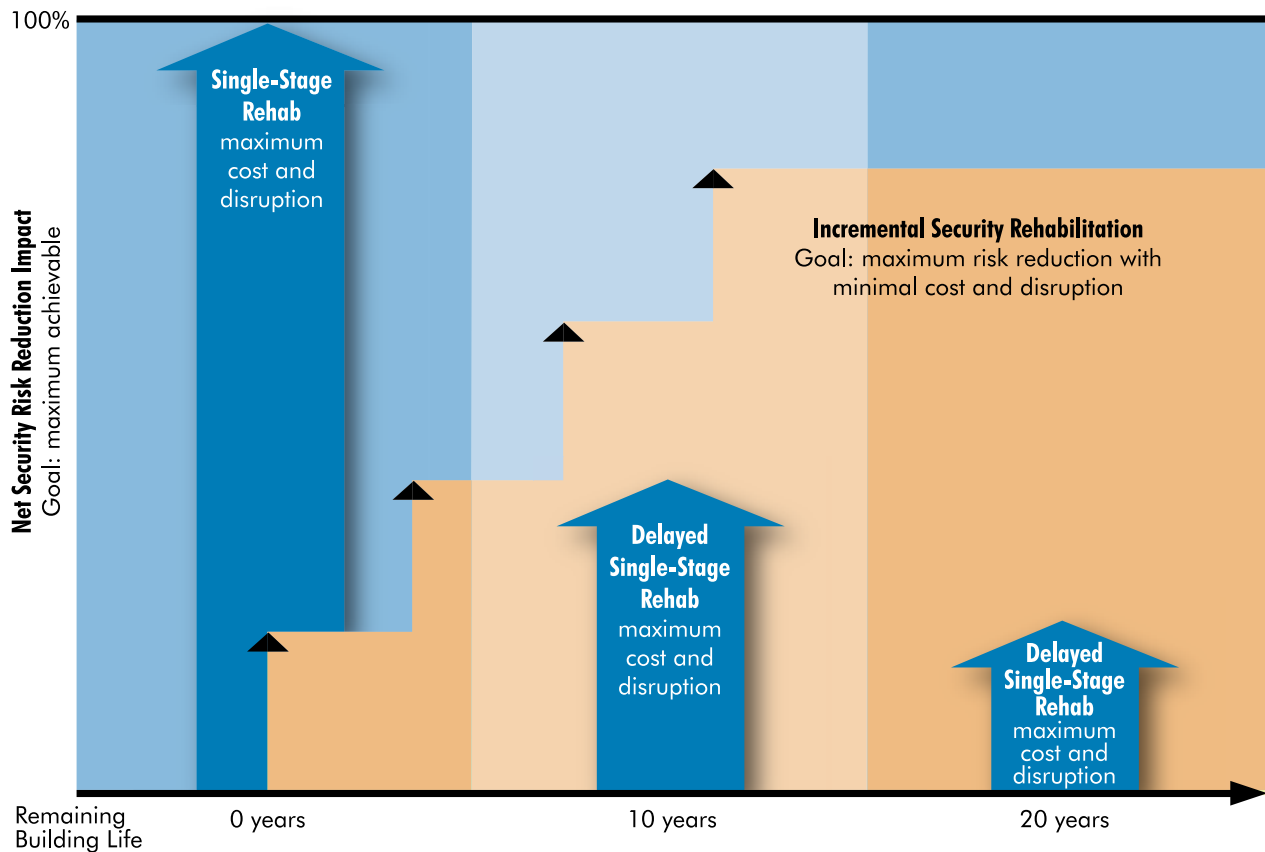 100%
Single-Stage
Rehab
maximum
cost and
disruption
Net Security Risk Reduction Impact
Goal: maximum achievable
Incremental Security Rehabilitation
Goal: maximum risk reduction with
minimal cost and disruption
Delayed
Single-Stage
Rehab
maximum
cost and
disruption
Delayed
Single-Stage
Rehab
maximum
cost and
disruption
Remaining
Building Life
0 years
10 years
20 years